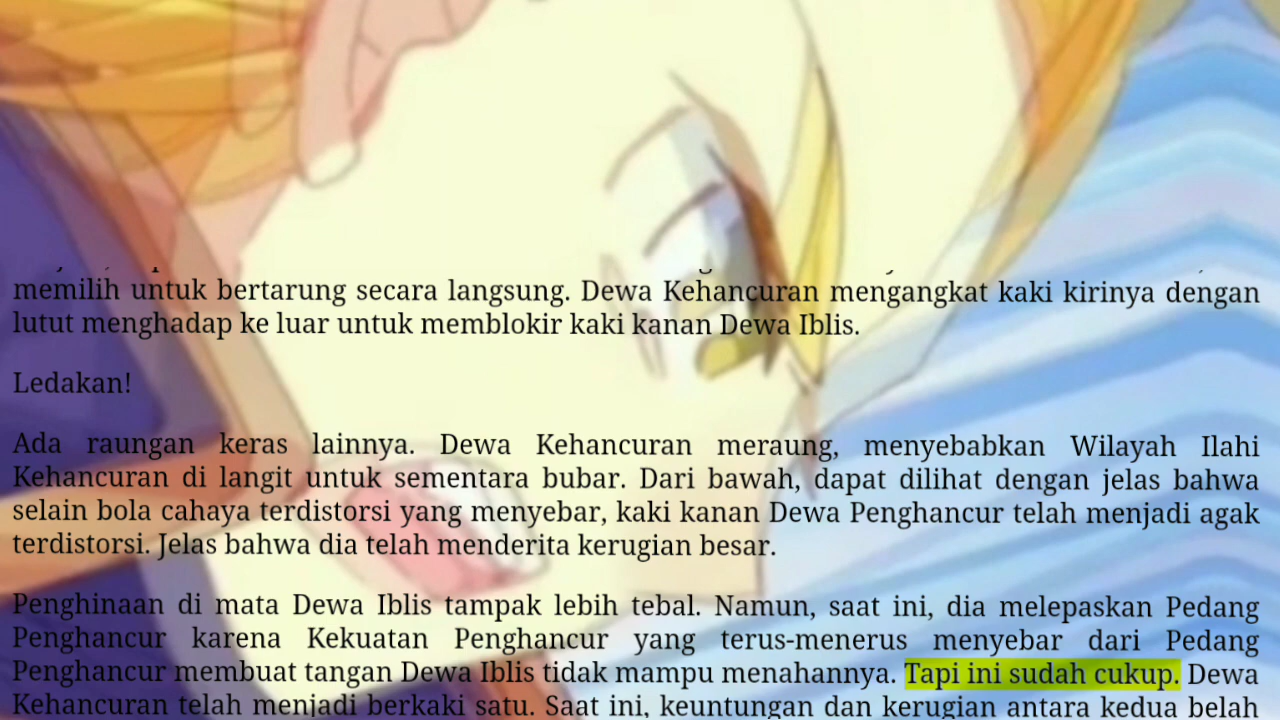 memilih untuk bertarung secara langsung. Dewa Kehancuran mengangkat kaki kirinya dengan
lutut menghadap ke luar untuk memblokir kaki kanan Dewa Iblis.
Ledakan!
Ada raungan keras lainnya. Dewa Kehancuran meraung, menyebabkan Wilayah Ilahi
Kehancuran di langit untuk sementara bubar. Dari bawah, dapat dilihat dengan jelas bahwa
selain bola cahaya terdistorsi yang menyebar, kaki kanan Dewa Penghancur telah menjadi agak
terdistorsi. Jelas bahwa dia telah menderita kerugian besar.
Penghinaan di mata Dewa Iblis tampak lebih tebal. Namun, saat ini, dia melepaskan Pedang
Penghancur karena Kekuatan Penghancur yang terus-menerus menyebar dari Pedang
Penghancur membuat tangan Dewa Iblis tidak mampu menahannya. Tapi ini sudah cukup. Dewa
Kehancuran telah menjadi berkaki satu. Saat ini, keuntungan dan kerugian antara kedua belah